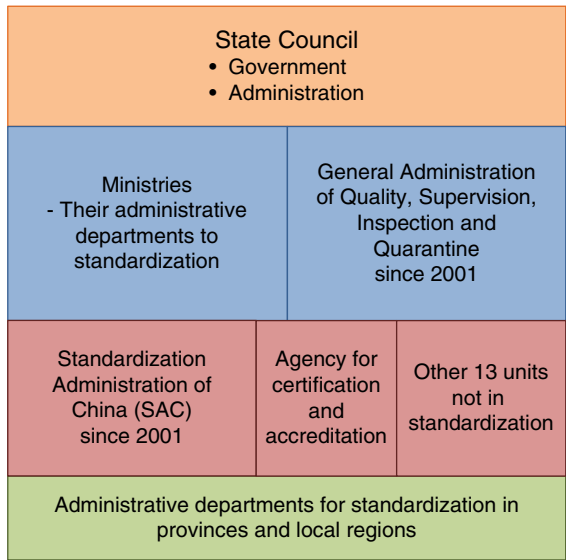 State Council
• Government
• Administration
Ministries
- Their administrative
departments to
standardization
General Administration
of Quality, Supervision,
Inspection and
Quarantine
since 2001
Standardization
Administration of
China (SAC)
since 2001
Agency for
certification
and
accreditation
Other 13 units
not in
standardization
Administrative departments for standardization in
provinces and local regions